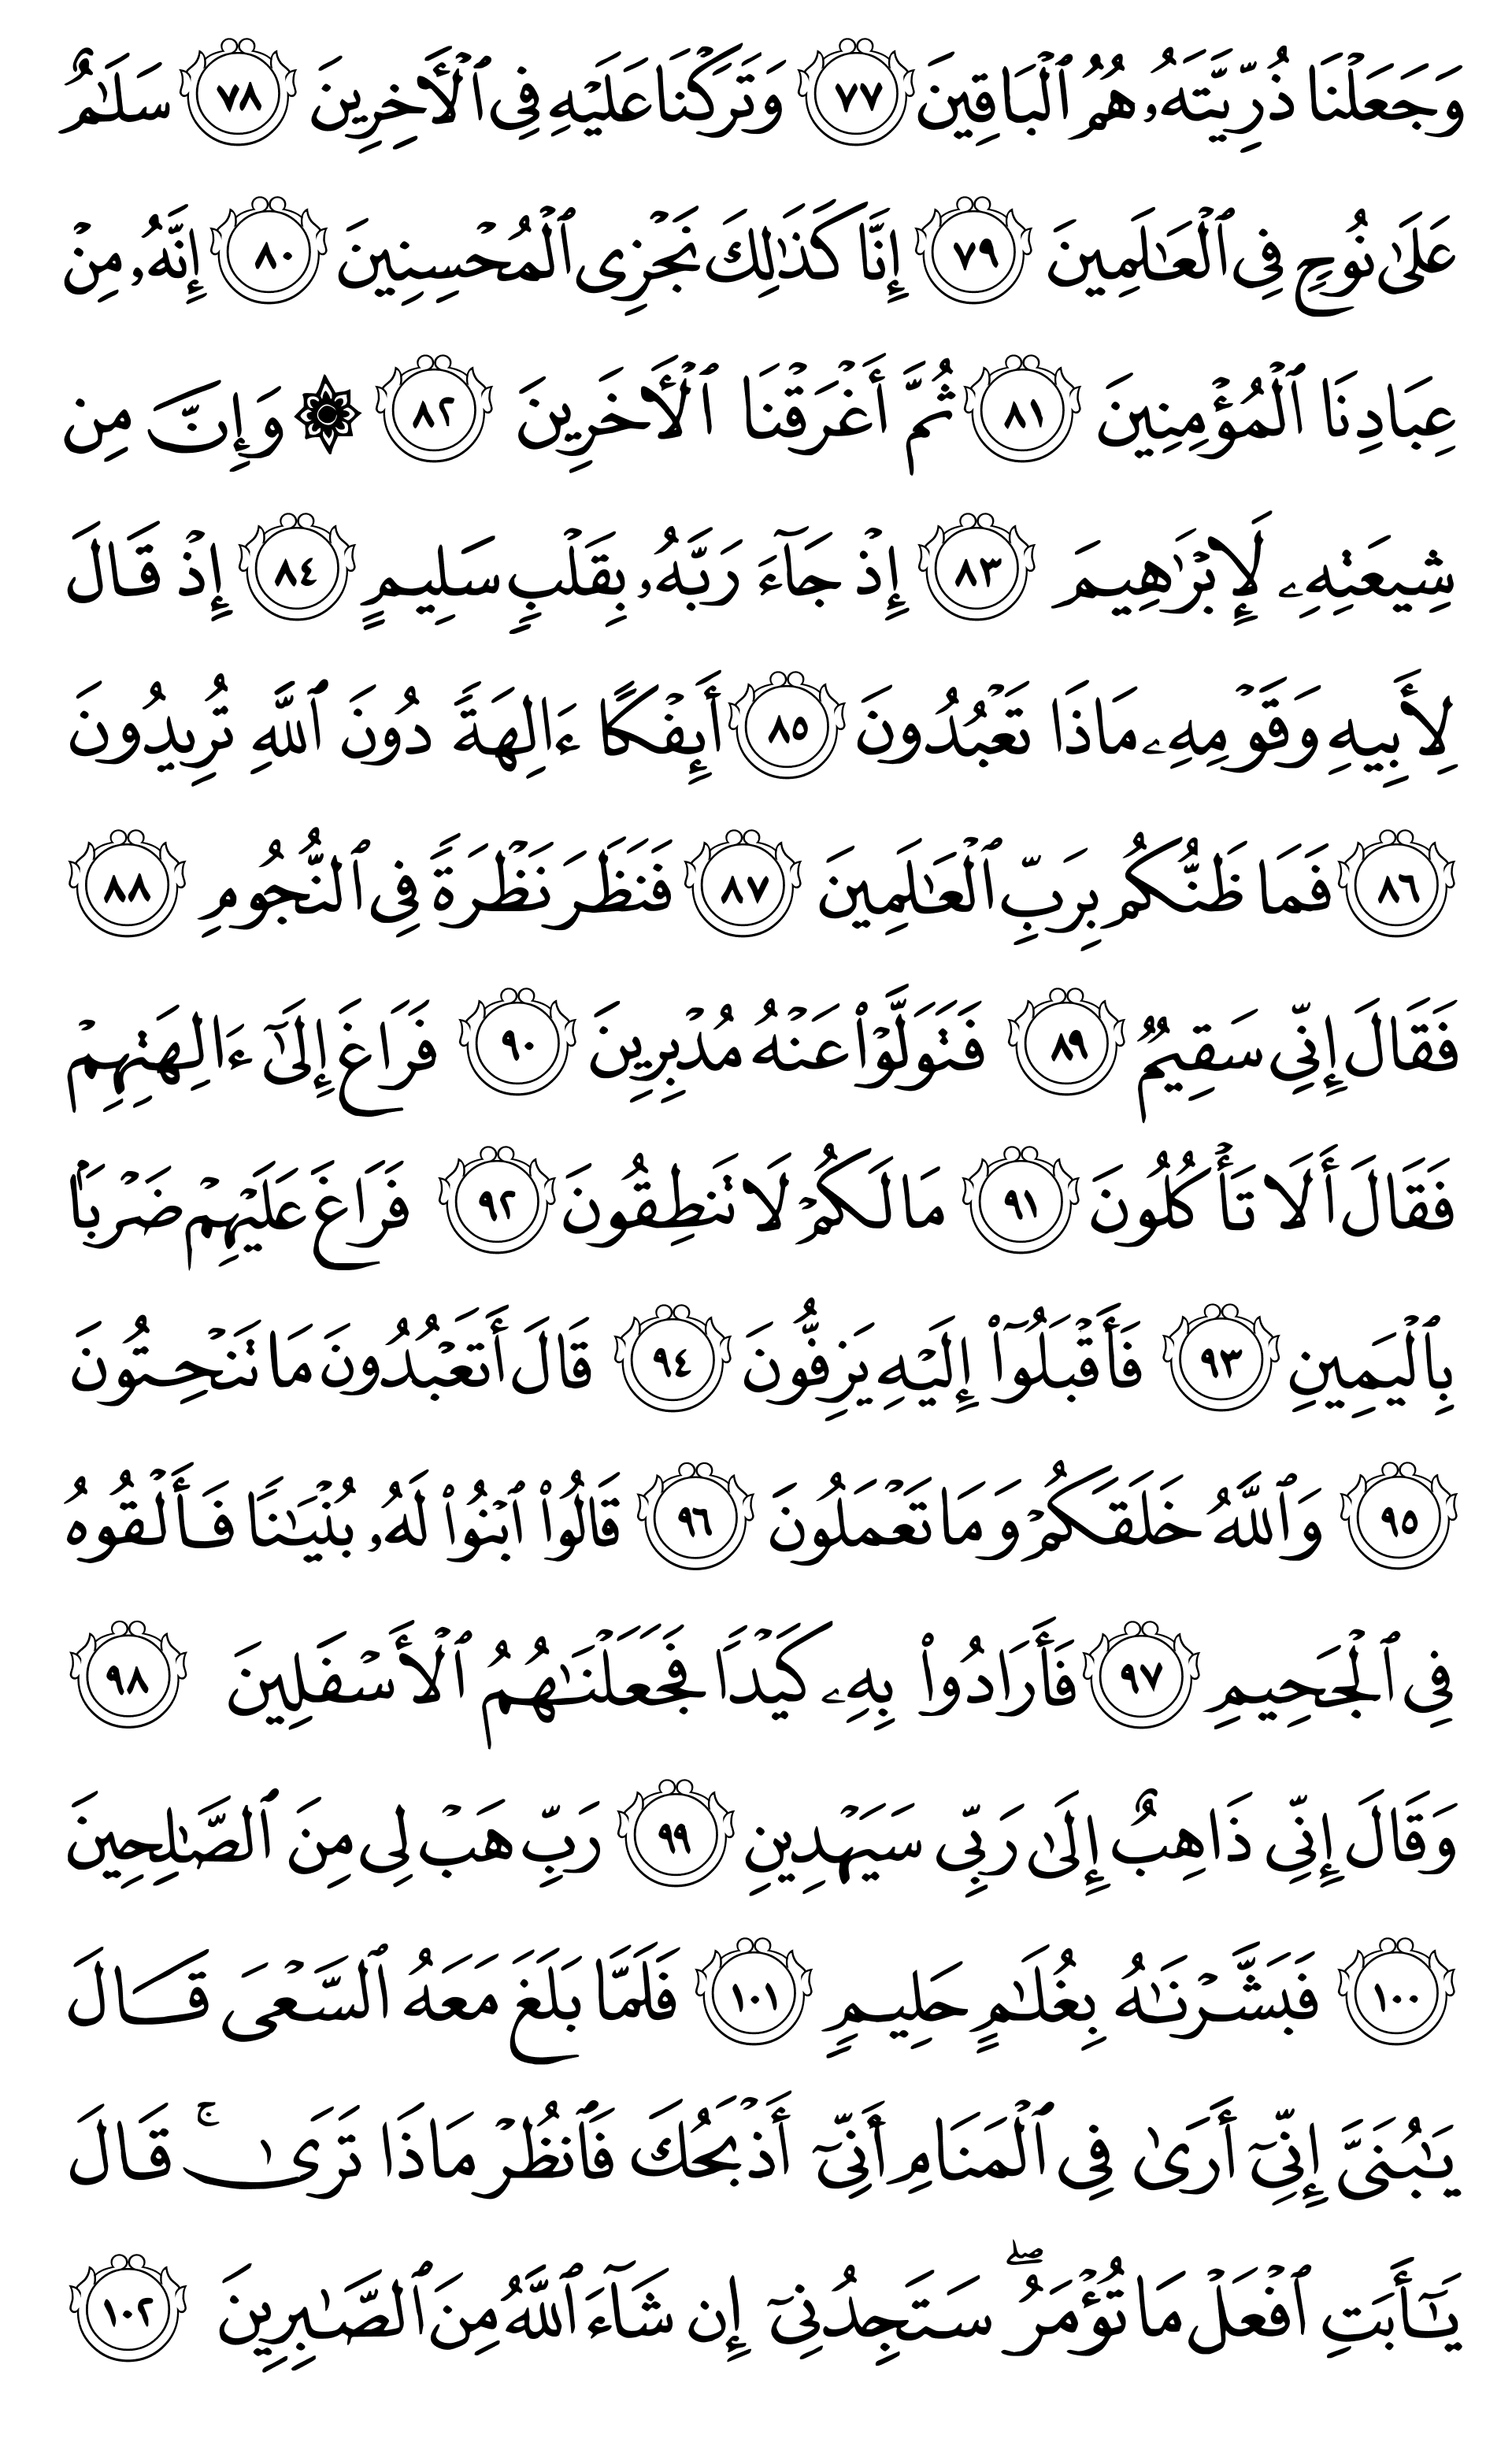 وَجَعَلۡنَا ذُرِّيَّتَهُۥ هُمُ ٱلۡبَاقِينَ ٧٧ وَتَرَكۡنَا عَلَيۡهِ فِي ٱلۡأٓخِرِينَ ٧٨ سَلَٰمٌ
عَلَىٰ نُوحٖ فِي ٱلۡعَٰلَمِينَ ٧٩ إِنَّا كَذَٰلِكَ نَجۡزِي ٱلۡمُحۡسِنِينَ ٨٠ إِنَّهُۥ مِنۡ
عِبَادِنَا ٱلۡمُؤۡمِنِينَ ٨١ ثُمَّ أَغۡرَقۡنَا ٱلۡأٓخَرِينَ ٨٢ ۞ وَإِنَّ مِن
شِيعَتِهِۦ لَإِبۡرَٰهِيمَ ٨٣ إِذۡ جَآءَ رَبَّهُۥ بِقَلۡبٖ سَلِيمٍ ٨٤ إِذۡ قَالَ
لِأَبِيهِ وَقَوۡمِهِۦ مَاذَا تَعۡبُدُونَ ٨٥ أَئِفۡكًا ءَالِهَةٗ دُونَ ٱللَّهِ تُرِيدُونَ
٨٦ فَمَا ظَنُّكُم بِرَبِّ ٱلۡعَٰلَمِينَ ٨٧ فَنَظَرَ نَظۡرَةٗ فِي ٱلنُّجُومِ ٨٨
فَقَالَ إِنِّي سَقِيمٞ ٨٩ فَتَوَلَّوۡاْ عَنۡهُ مُدۡبِرِينَ ٩٠ فَرَاغَ إِلَىٰٓ ءَالِهَتِهِمۡ
فَقَالَ أَلَا تَأۡكُلُونَ ٩١ مَا لَكُمۡ لَا تَنطِقُونَ ٩٢ فَرَاغَ عَلَيۡهِمۡ ضَرۡبَۢا
بِٱلۡيَمِينِ ٩٣ فَأَقۡبَلُوٓاْ إِلَيۡهِ يَزِفُّونَ ٩٤ قَالَ أَتَعۡبُدُونَ مَا تَنۡحِتُونَ
٩٥ وَٱللَّهُ خَلَقَكُمۡ وَمَا تَعۡمَلُونَ ٩٦ قَالُواْ ٱبۡنُواْ لَهُۥ بُنۡيَٰنٗا فَأَلۡقُوهُ
فِي ٱلۡجَحِيمِ ٩٧ فَأَرَادُواْ بِهِۦ كَيۡدٗا فَجَعَلۡنَٰهُمُ ٱلۡأَسۡفَلِينَ ٩٨
وَقَالَ إِنِّي ذَاهِبٌ إِلَىٰ رَبِّي سَيَهۡدِينِ ٩٩ رَبِّ هَبۡ لِي مِنَ ٱلصَّٰلِحِينَ
١٠٠ فَبَشَّرۡنَٰهُ بِغُلَٰمٍ حَلِيمٖ ١٠١ فَلَمَّا بَلَغَ مَعَهُ ٱلسَّعۡيَ قَالَ
يَٰبُنَيَّ إِنِّيٓ أَرَىٰ فِي ٱلۡمَنَامِ أَنِّيٓ أَذۡبَحُكَ فَٱنظُرۡ مَاذَا تَرَىٰۚ قَالَ
يَٰٓأَبَتِ ٱفۡعَلۡ مَا تُؤۡمَرُۖ سَتَجِدُنِيٓ إِن شَآءَ ٱللَّهُ مِنَ ٱلصَّٰبِرِينَ ١٠٢